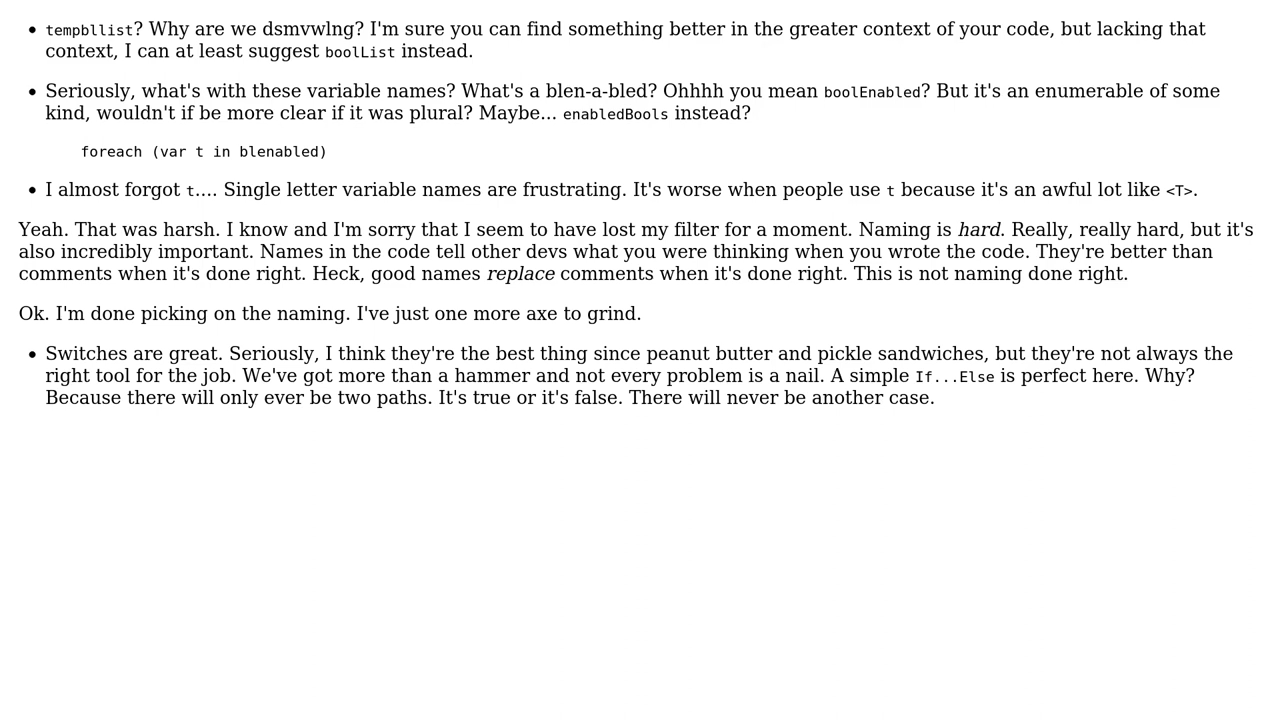 • tempbllist? Why are we dsmvwlng? I'm sure you can find something better in the greater context of your code, but lacking that
context, I can at least suggest boolList instead.
• Seriously, what's with these variable names? What's a blen-a-bled? Ohhhh you mean boolEnabled? But it's an enumerable of some
kind, wouldn't if be more clear if it was plural? Maybe... enabledBools instead?
foreach (var t in blenabled)
• I almost forgot t.... Single letter variable names are frustrating. It's worse when people use t because it's an awful lot like <T>.
Yeah. That was harsh. I know and I'm sorry that I seem to have lost my filter for a moment. Naming is hard. Really, really hard, but it's
also incredibly important. Names in the code tell other devs what you were thinking when you wrote the code. They're better than
comments when it's done right. Heck, good names replace comments when it's done right. This is not naming done right.
Ok. I'm done picking on the naming. I've just one more axe to grind.
• Switches are great. Seriously, I think they're the best thing since peanut butter and pickle sandwiches, but they're not always the
right tool for the job. We've got more than a hammer and not every problem is a nail. A simple If...Else is perfect here. Why?
Because there will only ever be two paths. It's true or it's false. There will never be another case.